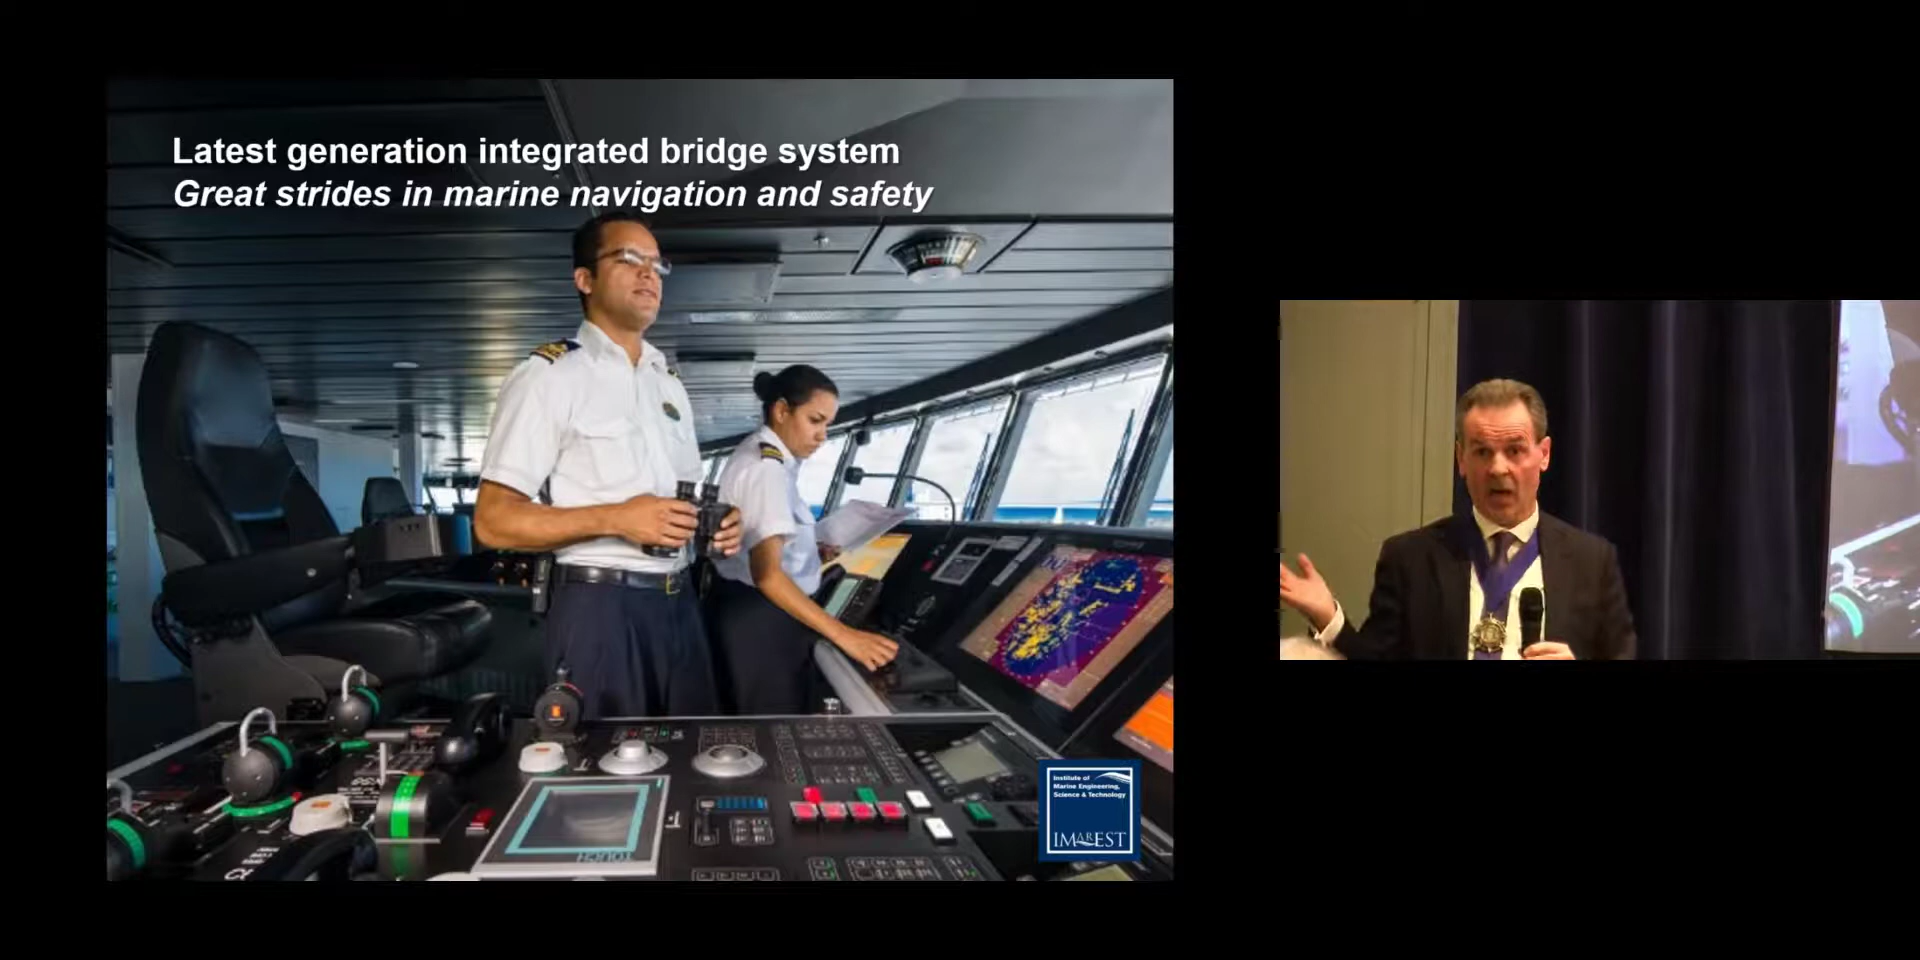 Latest generation integrated bridge system
Great strides in marine navigation and safety
Institute of
Marine Engineering,
Science & Technology
IMarEST
TOUCH